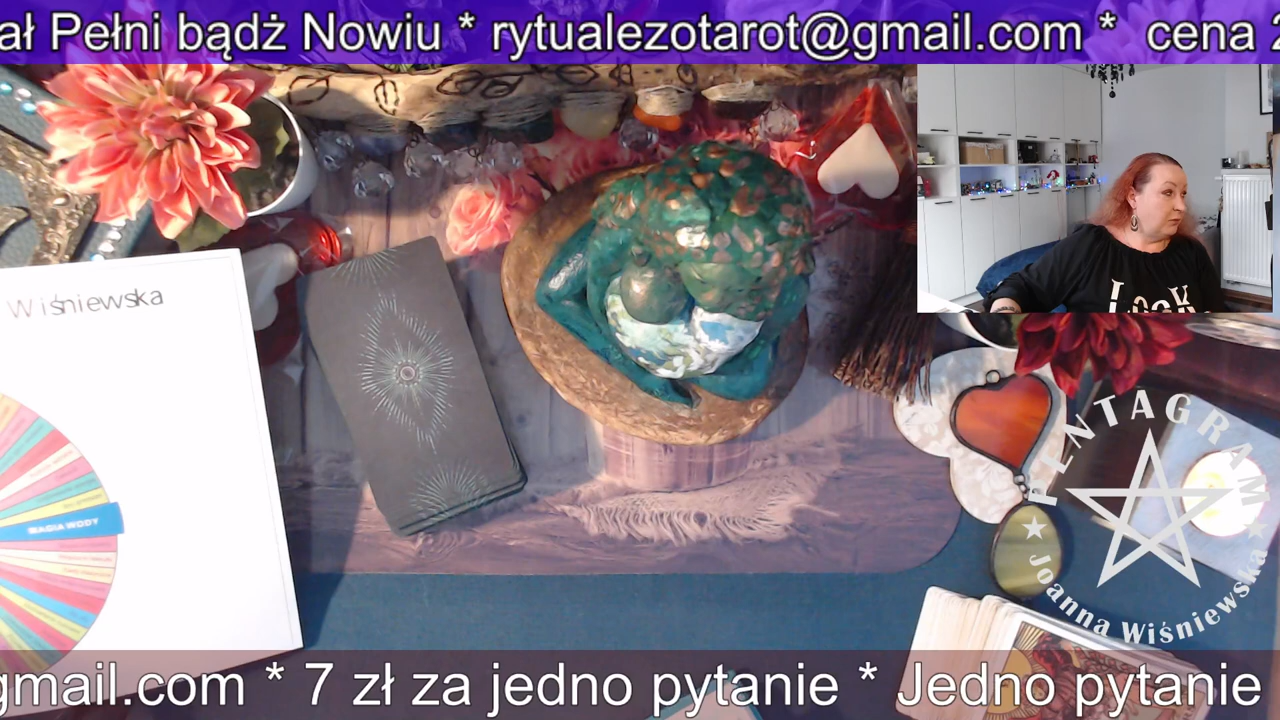 ał Pełni bądź Nowiu * rytualezotarot@gmail.com * cena 2
Wiśniewska
LooK
MAGIA WODY
PENTAGRAM
Joanna Wiśniewska
gmail.com * 7 zł za jedno pytanie * Jedno pytanie